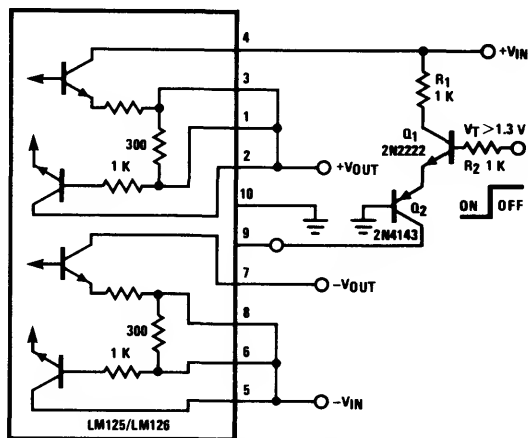 4
+VIN
3
R1
1 K
300
1
Q1
2N2222
VT > 1.3 V
R2 1 K
1 K
2
+VOUT
10
ON
OFF
Q2
2N4143
9
7
-VOUT
8
300
1 K
6
5
-VIN
LM125/LM126